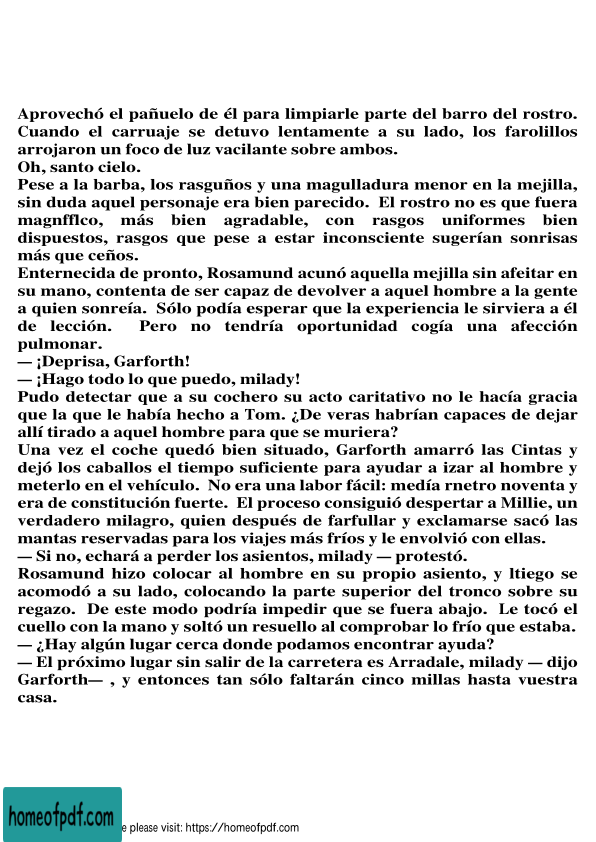 Aprovechó el pañuelo de él para limpiarle parte del barro del rostro.
Cuando el carruaje se detuvo lentamente a su lado, los farolillos
arrojaron un foco de luz vacilante sobre ambos.
Oh, santo cielo.
Pese a la barba, los rasguños y una magulladura menor en la mejilla,
sin duda aquel personaje era bien parecido. El rostro no es que fuera
magnfflco, más bien agradable, con rasgos uniformes bien
dispuestos, rasgos que pese a estar inconsciente sugerían sonrisas
más que ceños.
Enternecida de pronto, Rosamund acunó aquella mejilla sin afeitar en
su mano, contenta de ser capaz de devolver a aquel hombre a la gente
a quien sonreía. Sólo podía esperar que la experiencia le sirviera a él
de lección. Pero no tendría oportunidad cogía una afección
pulmonar.
— ¡Deprisa, Garforth!
— ¡Hago todo lo que puedo, milady!
Pudo detectar que a su cochero su acto caritativo no le hacía gracia
que la que le había hecho a Tom. ¿De veras habrían capaces de dejar
allí tirado a aquel hombre para que se muriera?
Una vez el coche quedó bien situado, Garforth amarró las Cintas y
dejó los caballos el tiempo suficiente para ayudar a izar al hombre y
meterlo en el vehículo. No era una labor fácil: medía rnetro noventa y
era de constitución fuerte. El proceso consiguió despertar a Millie, un
verdadero milagro, quien después de farfullar y exclamarse sacó las
mantas reservadas para los viajes más fríos y le envolvió con ellas.
— Si no, echará a perder los asientos, milady — protestó.
Rosamund hizo colocar al hombre en su propio asiento, y ltiego se
acomodó a su lado, colocando la parte superior del tronco sobre su
regazo. De este modo podría impedir que se fuera abajo. Le tocó el
cuello con la mano y soltó un resuello al comprobar lo frío que estaba.
— ¿Hay algún lugar cerca donde podamos encontrar ayuda?
— El próximo lugar sin salir de la carretera es Arradale, milady — dijo
Garforth— , y entonces tan sólo faltarán cinco millas hasta vuestra
casa.
homeofpdf.com
e please visit: https://homeofpdf.com